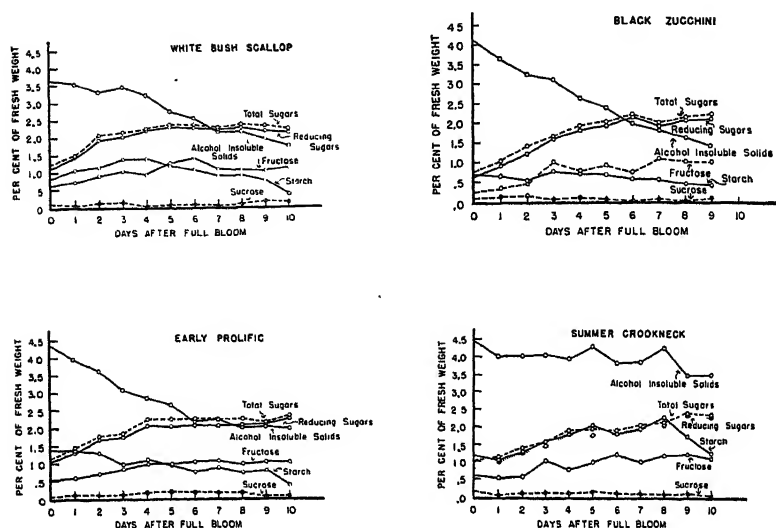 WHITE BUSH SCALLOP
PER CENT OF FRESH WEIGHT
4.5
4.0
3.5
3.0
2.5
2.0
1.5
1.0
.5
0
Total Sugars
Reducing Sugars
Alcohol Insoluble Solids
Fructose
Starch
Sucrose
0 1 2 3 4 5 6 7 8 9 10
DAYS AFTER FULL BLOOM
BLACK ZUCCHINI
PER CENT OF FRESH WEIGHT
4.5
4.0
3.5
3.0
2.5
2.0
1.5
1.0
.5
.0
Total Sugars
Reducing Sugars
Alcohol Insoluble Solids
Fructose
Starch
Sucrose
0 1 2 3 4 5 6 7 8 9 10
DAYS AFTER FULL BLOOM
EARLY PROLIFIC
PER CENT OF FRESH WEIGHT
4.5
4.0
3.5
3.0
2.5
2.0
1.5
1.0
.5
0
Total Sugars
Reducing Sugars
Alcohol Insoluble Solids
Fructose
Starch
Sucrose
0 1 2 3 4 5 6 7 8 9 10
DAYS AFTER FULL BLOOM
SUMMER CROOKNECK
PER CENT OF FRESH WEIGHT
4.5
4.0
3.5
3.0
2.5
2.0
1.5
1.0
.5
.0
Alcohol Insoluble Solids
Total Sugars
Reducing Sugars
Starch
Fructose
Sucrose
0 1 2 3 4 5 6 7 8 9 10
DAYS AFTER FULL BLOOM